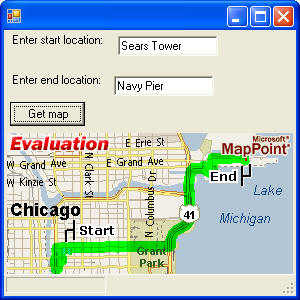 Enter start location:
Sears Tower
Enter end location:
Navy Pier
Get map
Evaluation
Microsoft®
MapPoint®
E Erie St
W Grand Ave
E Grand Ave
W Kinzie St
N Clark St
N Columbus Dr
End
Lake
Michigan
Chicago
41
Start
Grant
Park